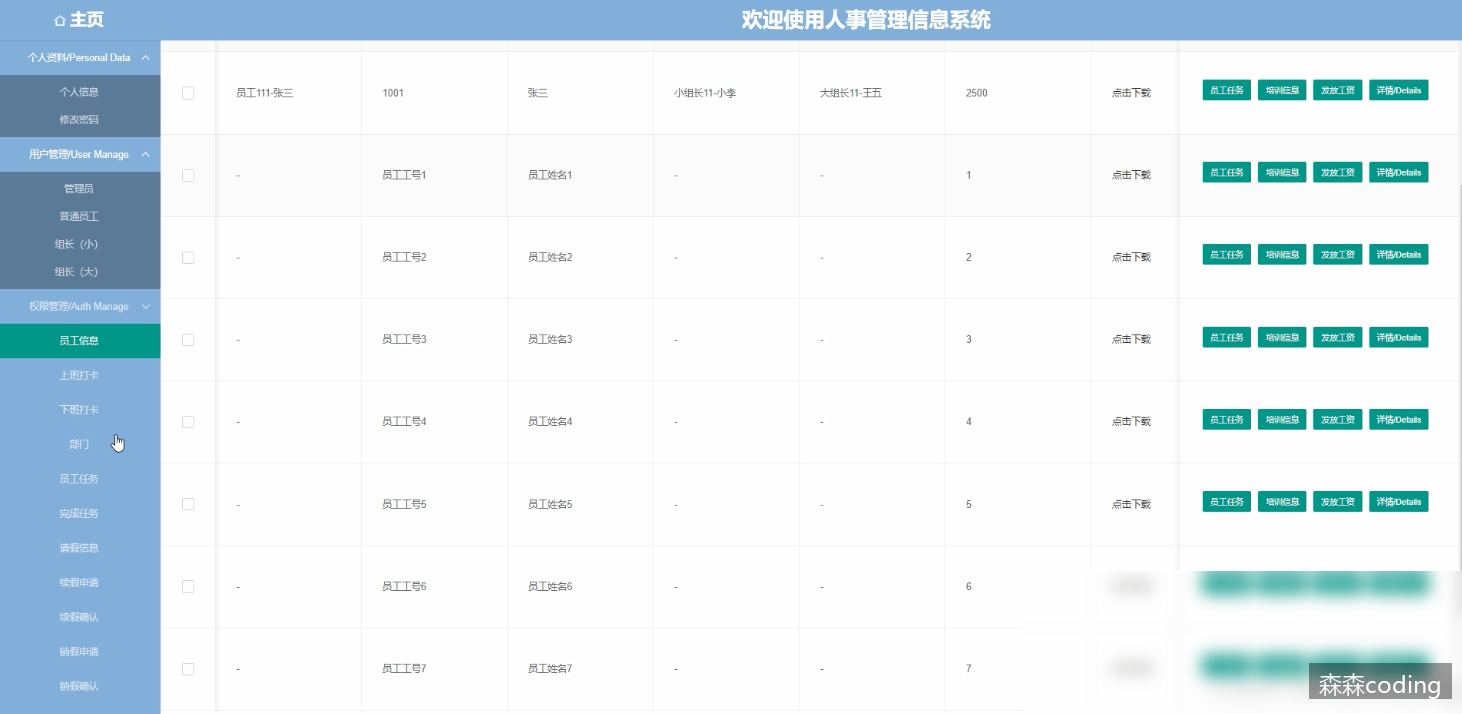 主页
欢迎使用人事管理信息系统
个人资料/Personal Data
个人信息
修改密码
用户管理/User Manage
管理员
普通员工
组长（小）
组长（大）
权限管理/Auth Manage
员工信息
上班打卡
下班打卡
部门
员工任务
完成任务
请假信息
续假申请
续假确认
销假申请
销假确认
员工111-张三 1001 张三 小组长11-小李 大组长11-王五 2500 点击下载 员工任务 培训信息 发放工资 详情/Details
- 员工工号1 员工姓名1 - - 1 点击下载 员工任务 培训信息 发放工资 详情/Details
- 员工工号2 员工姓名2 - - 2 点击下载 员工任务 培训信息 发放工资 详情/Details
- 员工工号3 员工姓名3 - - 3 点击下载 员工任务 培训信息 发放工资 详情/Details
- 员工工号4 员工姓名4 - - 4 点击下载 员工任务 培训信息 发放工资 详情/Details
- 员工工号5 员工姓名5 - - 5 点击下载 员工任务 培训信息 发放工资 详情/Details
- 员工工号6 员工姓名6 - - 6
- 员工工号7 员工姓名7 - - 7
森森coding